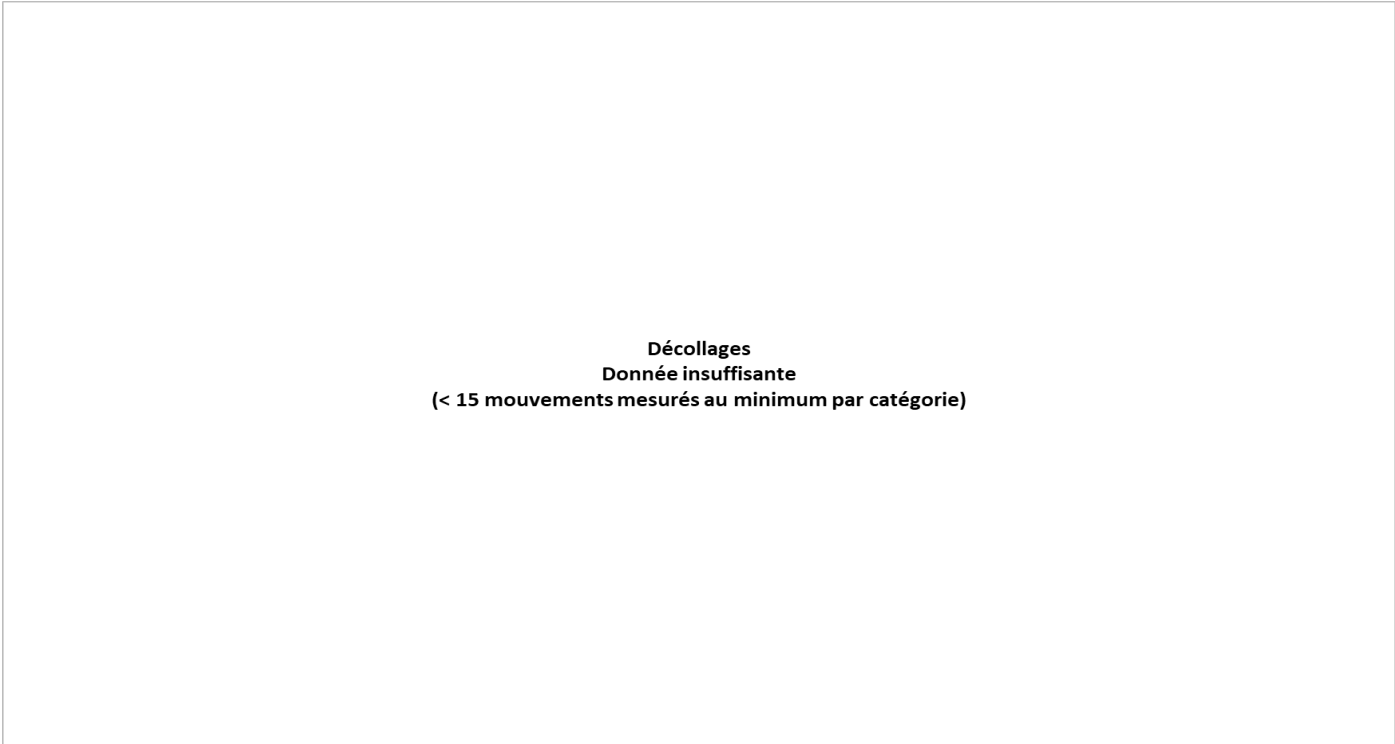 Décollages
Donnée insuffisante
(< 15 mouvements mesurés au minimum par catégorie)